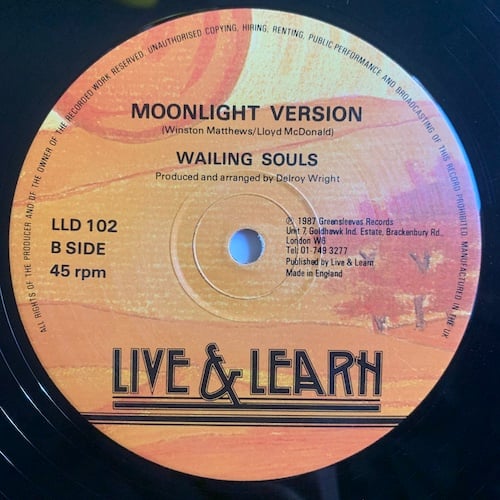 ALL RIGHTS OF THE PRODUCER AND OF THE OWNER OF THE RECORDED WORK RESERVED, UNAUTHORISED COPYING, HIRING, RENTING, PUBLIC PERFORMANCE AND BROADCASTING OF THIS RECORD PROHIBITED. MANUFACTURED IN THE UK
MOONLIGHT VERSION
(Winston Matthews/Lloyd McDonald)
WAILING SOULS
Produced and arranged by Delroy Wright
LLD 102
B SIDE
45 rpm
℗ 1987 Greensleevas Records
Unit 7, Goldhawk Ind. Estate, Brackenbury Rd.,
London W6
Tel: 01-749 3277
Published by Live & Learn
Made in England
LIVE & LEARN